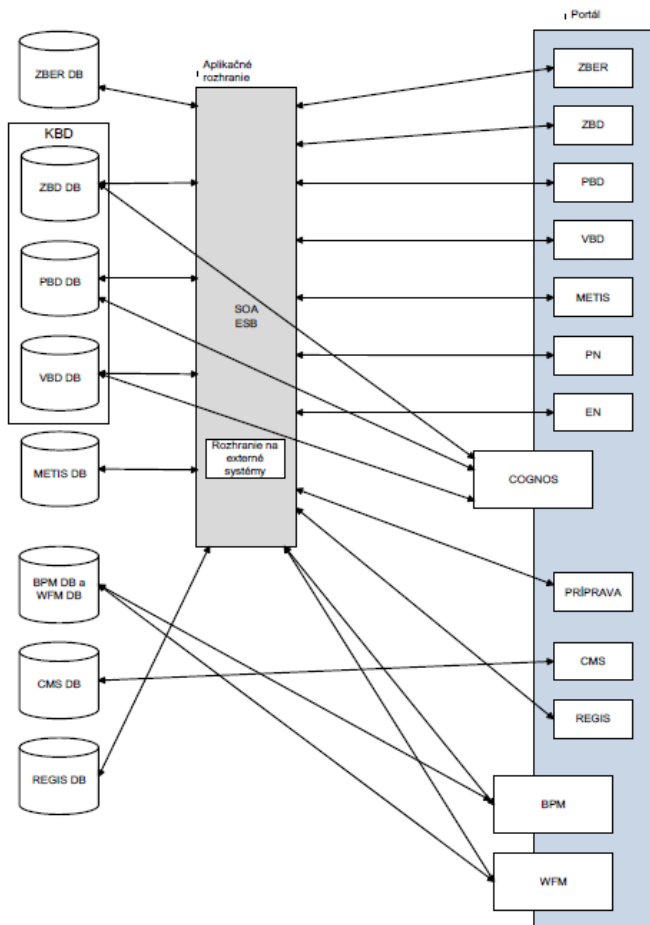 Portál
Aplikačné
rozhranie
ZBER DB
KBD
ZBD DB
PBD DB
VBD DB
METIS DB
BPM DB a
WFM DB
CMS DB
REGIS DB
SOA
ESB
Rozhranie na
externé
systémy
ZBER
ZBD
PBD
VBD
METIS
PN
EN
COGNOS
PRÍPRAVA
CMS
REGIS
BPM
WFM